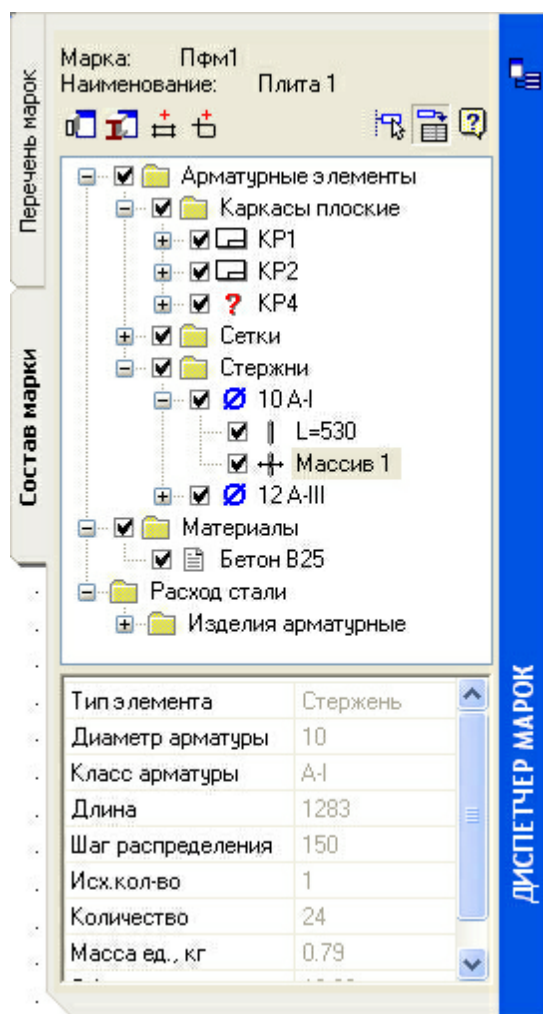 Марка: Пфм1
Наименование: Плита 1
Перечень марок
Состав марки
Арматурные элементы
Каркасы плоские
КР1
КР2
? КР4
Сетки
Стержни
10 А-I
L=530
Массив 1
12 А-III
Материалы
Бетон В25
Расход стали
Изделия арматурные
Тип элемента Стержень
Диаметр арматуры 10
Класс арматуры А-I
Длина 1283
Шаг распределения 150
Исх.кол-во 1
Количество 24
Масса ед., кг 0.79
ДИСПЕТЧЕР МАРОК